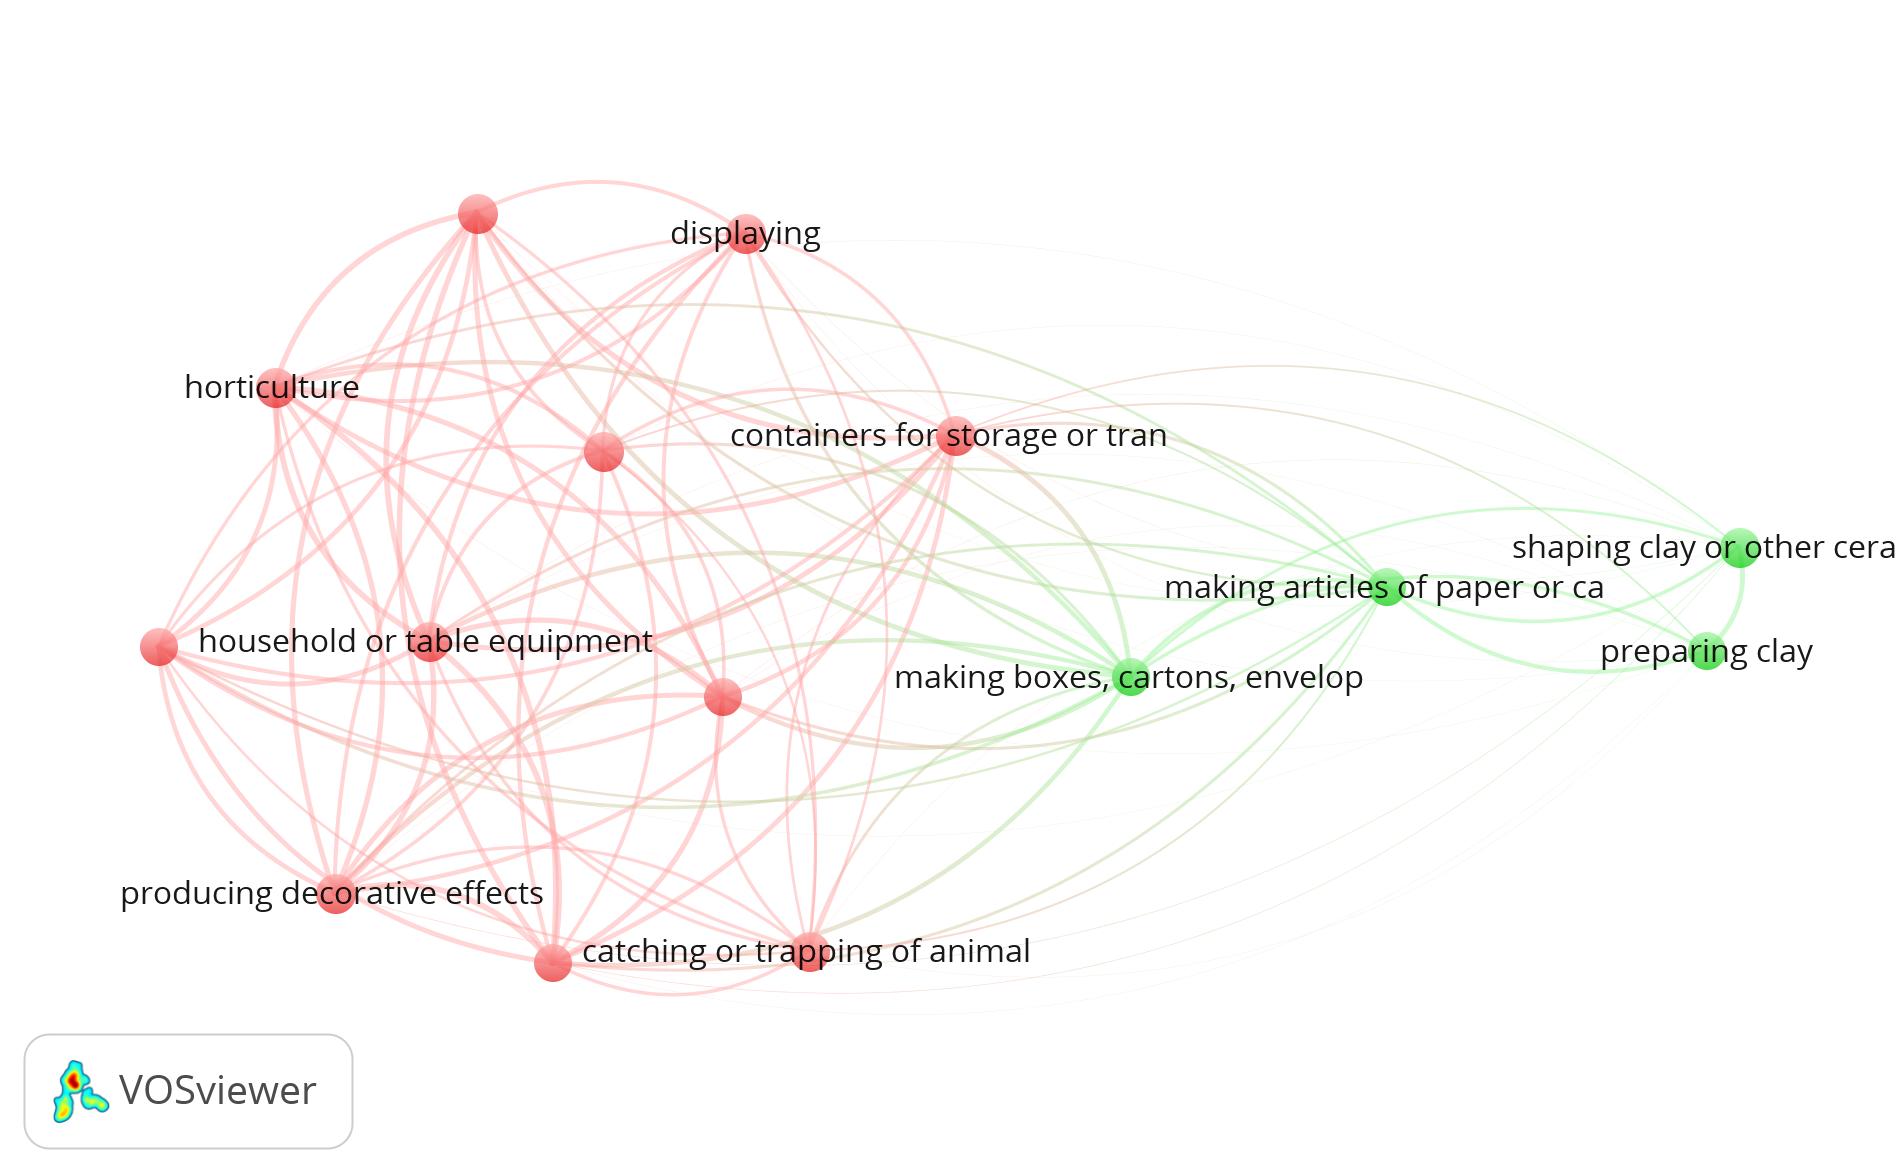 displaying
horticulture
containers for storage or tran
shaping clay or other cera
making articles of paper or ca
household or table equipment
preparing clay
making boxes, cartons, envelop
producing decorative effects
catching or trapping of animal
VOSviewer